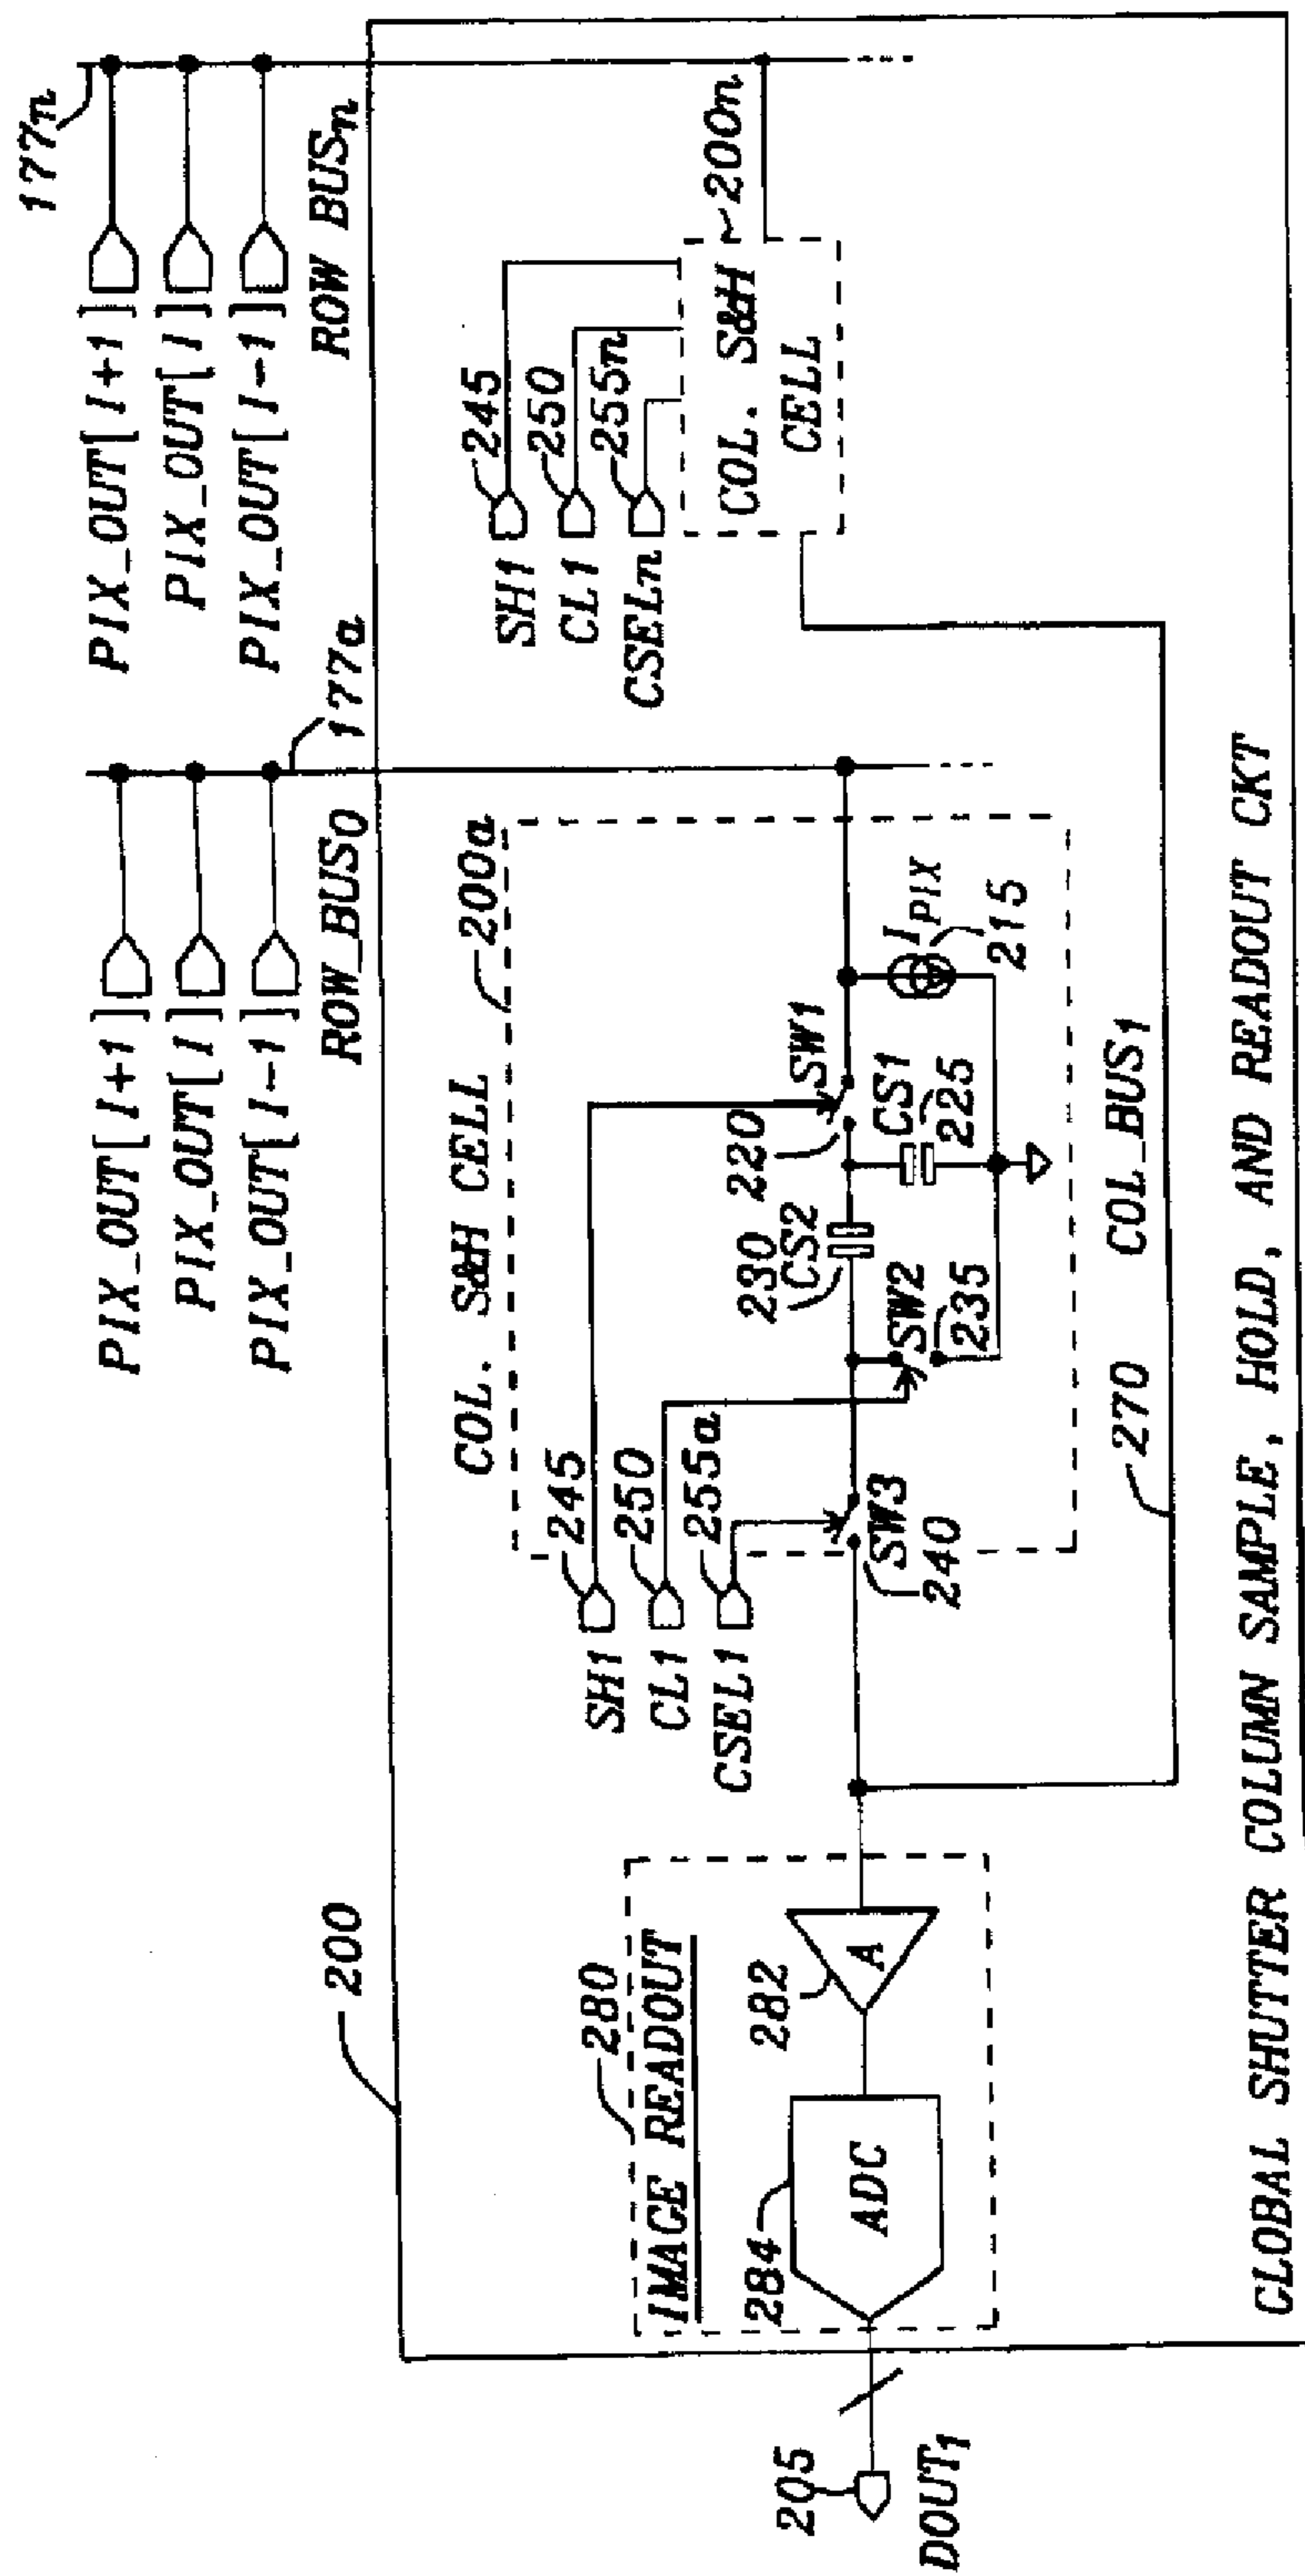 200
177a
177n
PIX_OUT[I+1]
PIX_OUT[I]
PIX_OUT[I-1]
ROW_BUS0
PIX_OUT[I+1]
PIX_OUT[I]
PIX_OUT[I-1]
ROW BUSn
280
IMAGE READOUT
284
ADC
282
A
205
DOUT1
COL. S&H CELL
200a
SH1
245
CL1
250
CSEL1
255a
SW3
240
SW2
235
230
CS2
220
SW1
CS1
225
IPIX
215
SH1
245
CL1
250
CSELn
255n
COL. S&H
CELL
200n
270
COL_BUS1
GLOBAL SHUTTER COLUMN SAMPLE, HOLD, AND READOUT CKT